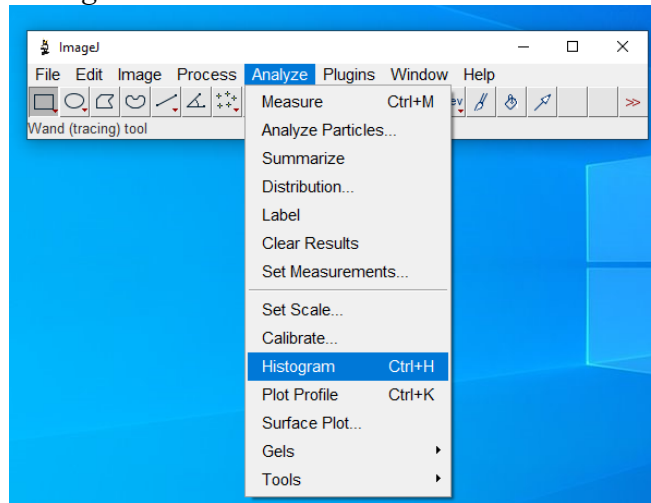 ImageJ
File Edit Image Process Analyze Plugins Window Help
>>
Wand (tracing) tool
Measure Ctrl+M
Analyze Particles...
Summarize
Distribution...
Label
Clear Results
Set Measurements...
Set Scale...
Calibrate...
Histogram Ctrl+H
Plot Profile Ctrl+K
Surface Plot...
Gels
Tools